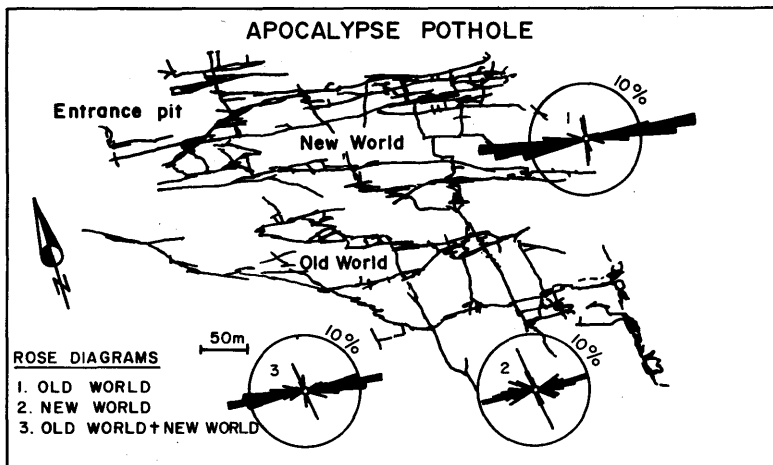 APOCALYPSE POTHOLE
10%
1
Entrance pit
New World
Old World
N
50m
10%
3
10%
2
ROSE DIAGRAMS
1. OLD WORLD
2. NEW WORLD
3. OLD WORLD + NEW WORLD